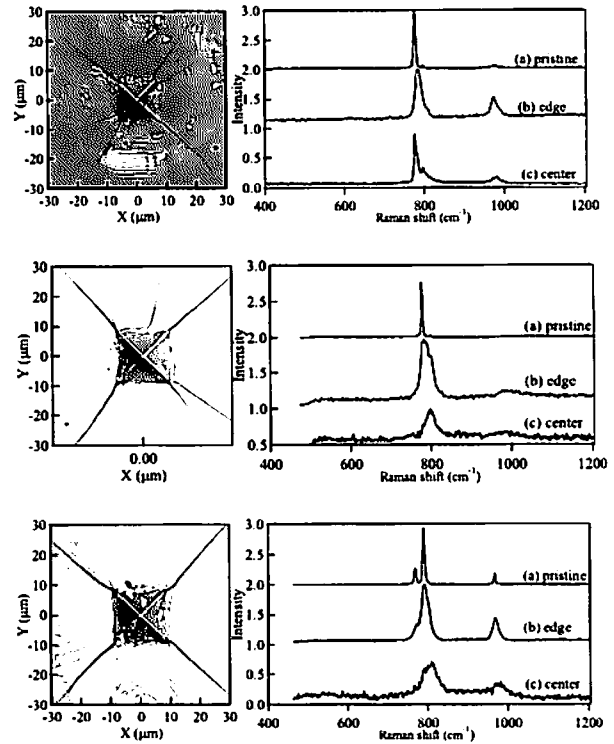 30
20
10
0
-10
-20
-30
Y (μm)
-30 -20 -10 0 10 20 30
X (μm)
3.0
2.5
2.0
1.5
1.0
0.5
0.0
Intensity
(a) pristine
(b) edge
(c) center
400 600 800 1000 1200
Raman shift (cm⁻¹)
30
20
10
0
-10
-20
-30
Y (μm)
0.00
X (μm)
3.0
2.5
2.0
1.5
1.0
0.5
Intensity
(a) pristine
(b) edge
(c) center
400 600 800 1000 1200
Raman shift (cm⁻¹)
30
20
10
0
-10
-20
-30
Y (μm)
-30 -20 -10 0 10 20 30
X (μm)
3.0
2.5
2.0
1.5
1.0
0.5
0.0
Intensity
(a) pristine
(b) edge
(c) center
400 600 800 1000 1200
Raman shift (cm⁻¹)